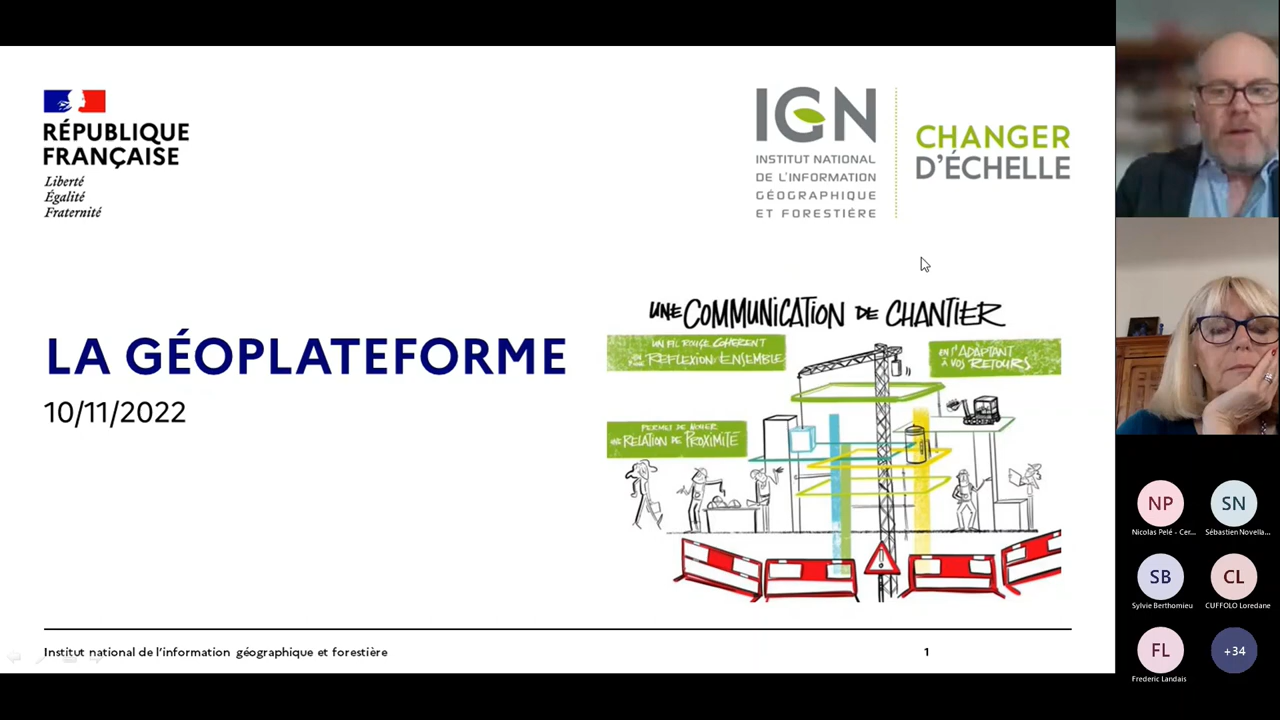 RÉPUBLIQUE
FRANÇAISE
Liberté
Égalité
Fraternité
IGN
INSTITUT NATIONAL
DE L'INFORMATION
GÉOGRAPHIQUE
ET FORESTIÈRE
CHANGER
D'ÉCHELLE
LA GÉOPLATEFORME
10/11/2022
UNE COMMUNICATION DE CHANTIER
UN FIL ROUGE COHÉRENT
RÉFLEXION ENSEMBLE
EN L'ADAPTANT
À VOS RETOURS
PERMET DE NOUER
UNE RELATION DE PROXIMITÉ
Institut national de l'information géographique et forestière
1
NP
SN
Nicolas Pelé - Cer...
Sébastien Novella...
SB
CL
Sylvie Berthomieu
CUFFOLO Loredane
FL
+34
Frederic Landais